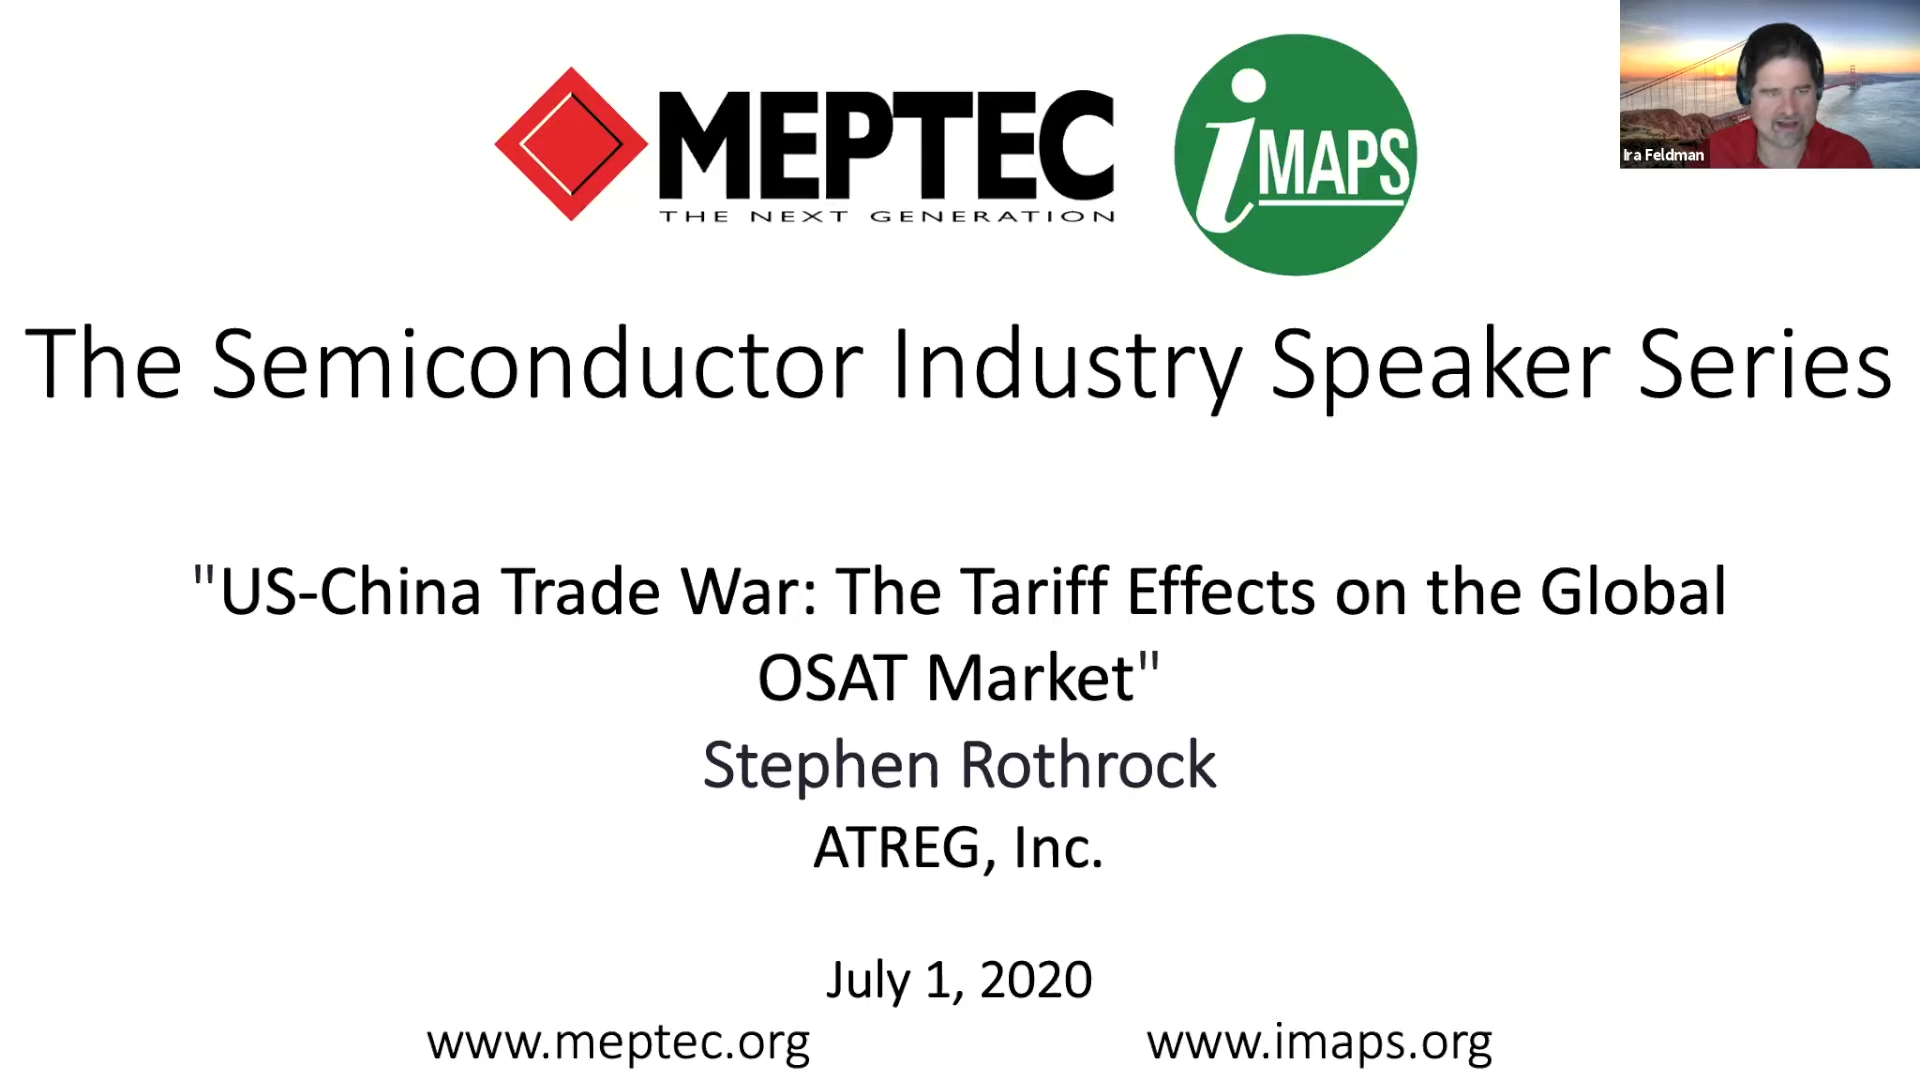 MEPTEC
THE NEXT GENERATION
iMAPS
Ira Feldman
The Semiconductor Industry Speaker Series
"US-China Trade War: The Tariff Effects on the Global
OSAT Market"
Stephen Rothrock
ATREG, Inc.
July 1, 2020
www.meptec.org
www.imaps.org